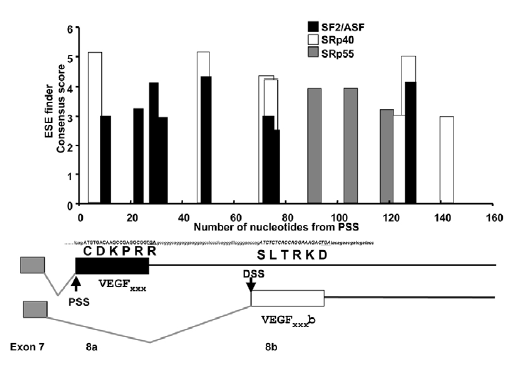 SF2/ASF
SRp40
SRp55
ESE finder
Consensus score
6
5
4
3
2
1
0
0 20 40 60 80 100 120 140 160
Number of nucleotides from PSS
C D K P R R
S L T R K D
VEGFxxx
PSS
DSS
VEGFxxxb
Exon 7
8a
8b